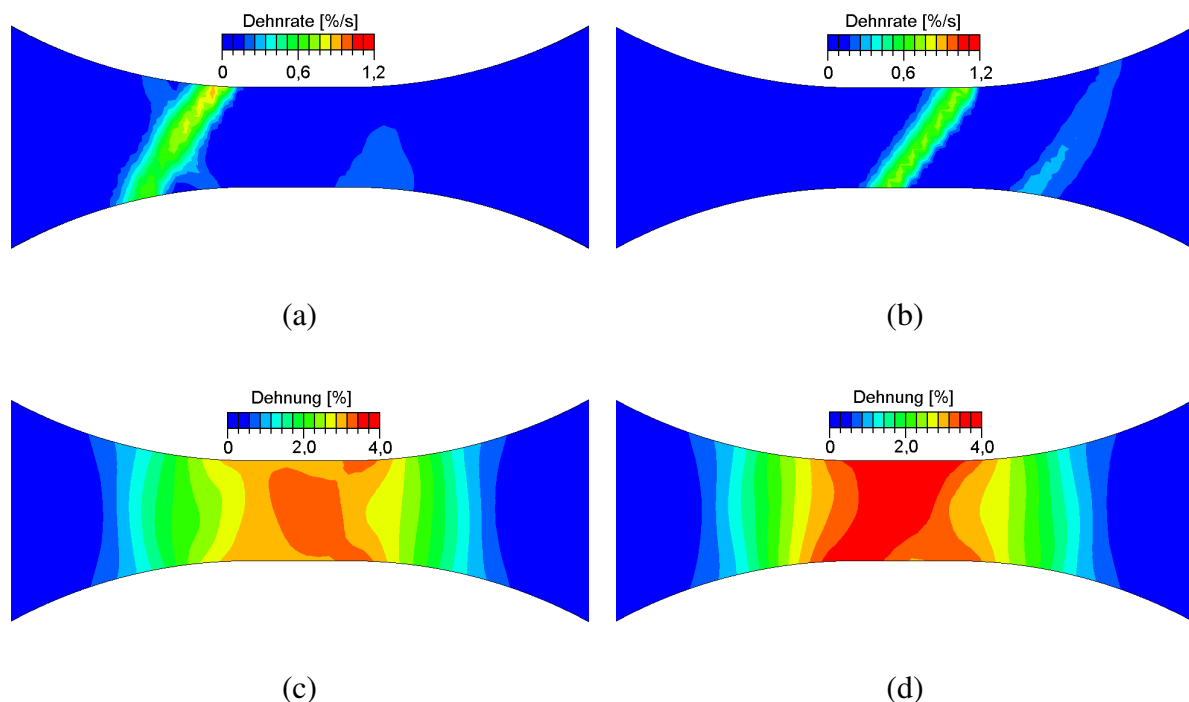 Dehnrate [%/s]
0 0,6 1,2
Dehnrate [%/s]
0 0,6 1,2
(a)
(b)
Dehnung [%]
0 2,0 4,0
Dehnung [%]
0 2,0 4,0
(c)
(d)